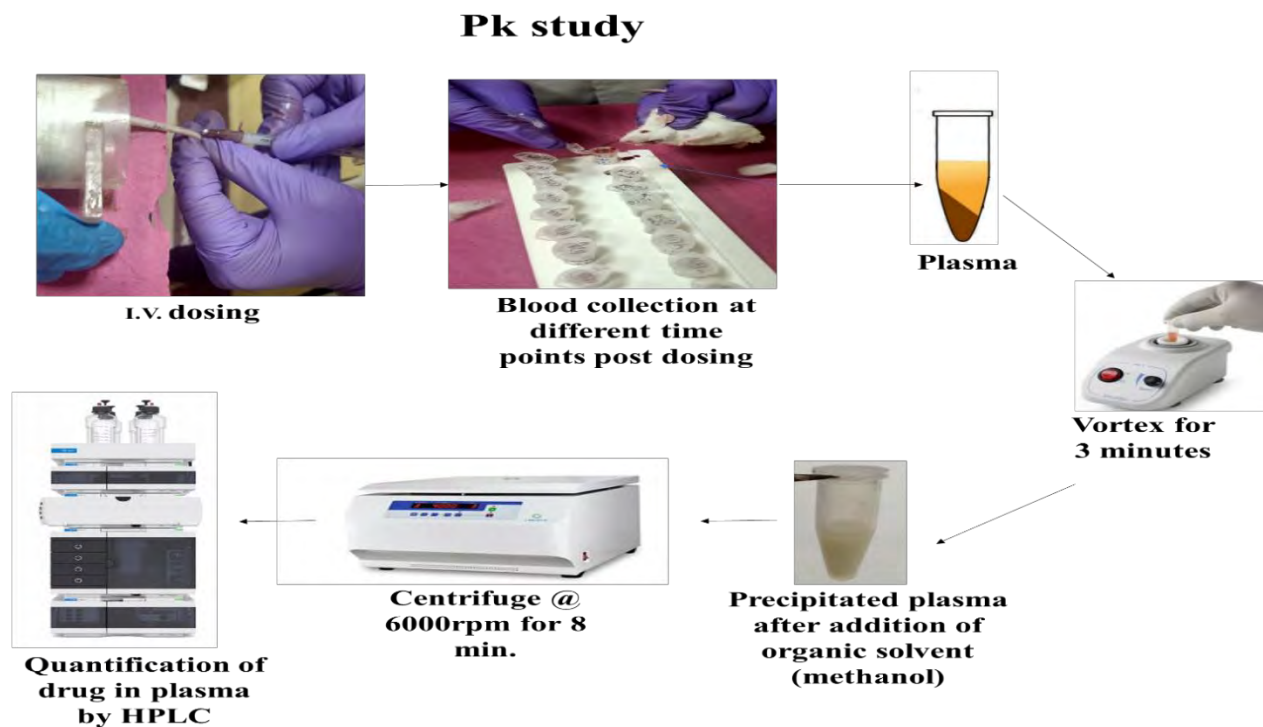 Pk study
I.V. dosing
Blood collection at
different time
points post dosing
Plasma
Vortex for
3 minutes
Precipitated plasma
after addition of
organic solvent
(methanol)
Centrifuge @
6000rpm for 8
min.
Quantification of
drug in plasma
by HPLC